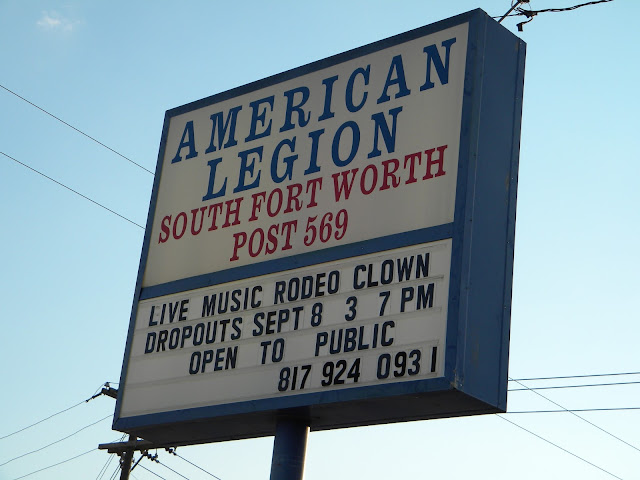 AMERICAN
LEGION
SOUTH FORT WORTH
POST 569
LIVE MUSIC RODEO CLOWN
DROPOUTS SEPT 8 3 7 PM
OPEN TO PUBLIC
817 924 0931